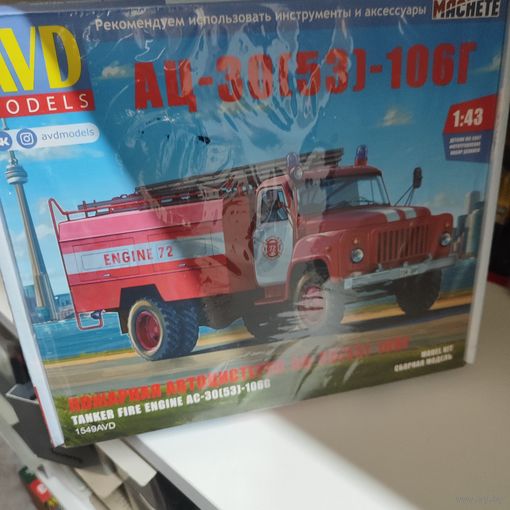 Рекомендуем использовать инструменты и аксессуары
MACHETE
AVD
MODELS
АЦ-30(53)-106Г
1:43
avdmodels
ENGINE 72
ПОЖАРНАЯ АВТОЦИСТЕРНА
TANKER FIRE ENGINE AC-30(53)-106G
MODEL KIT
СБОРНАЯ МОДЕЛЬ
1549AVD